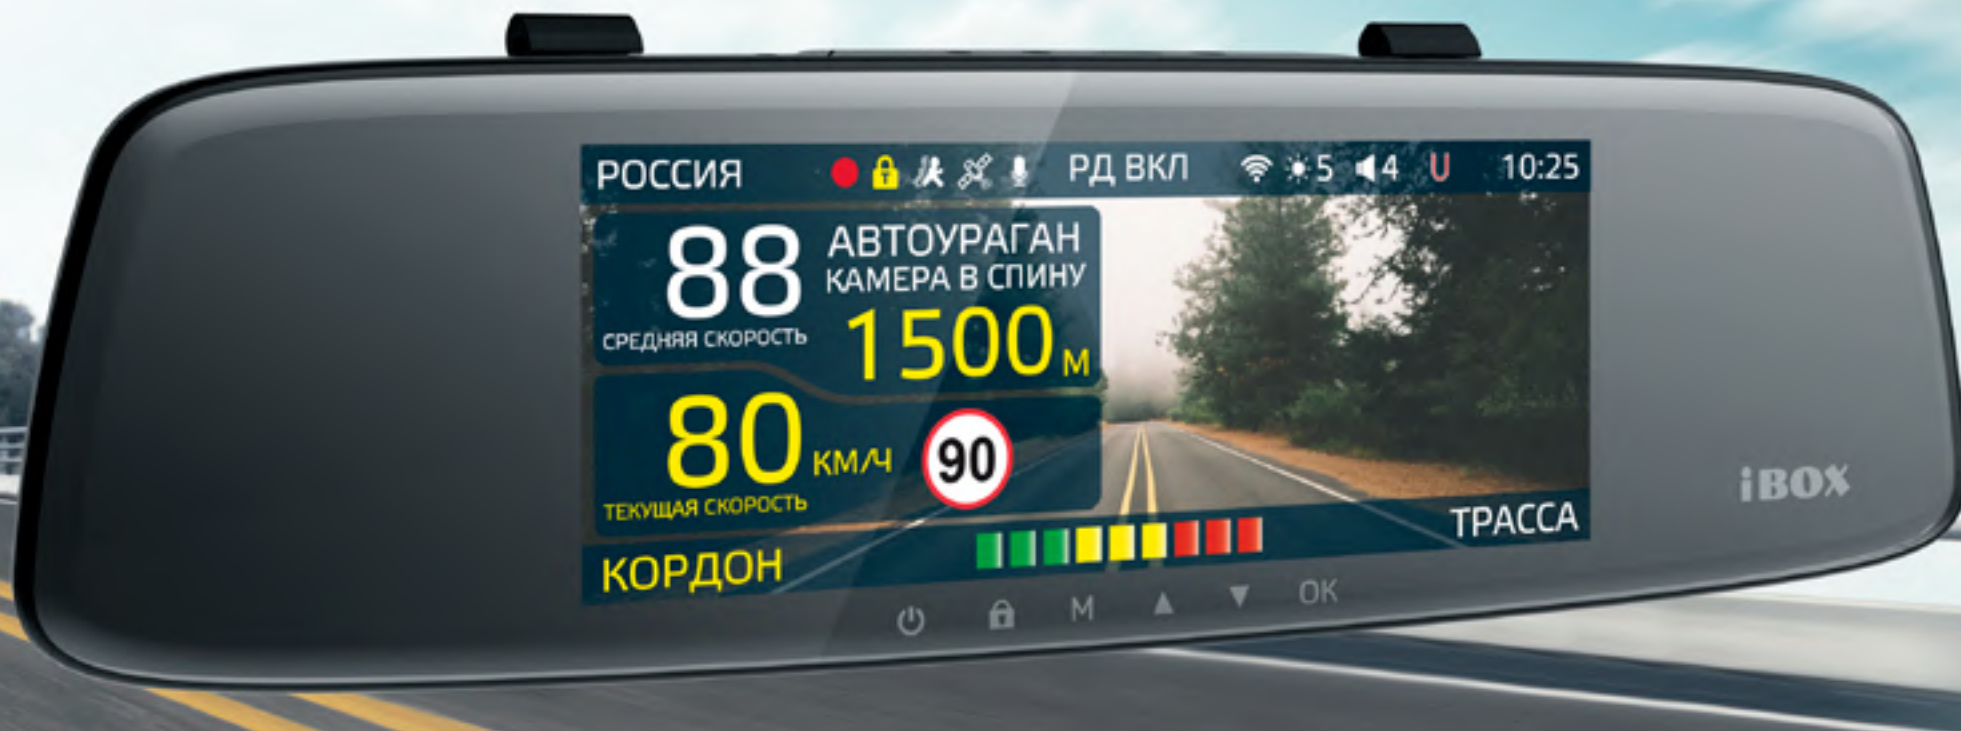 РОССИЯ РД ВКЛ 5 4 U 10:25
88 АВТОУРАГАН
КАМЕРА В СПИНУ
СРЕДНЯЯ СКОРОСТЬ 1500 м
80 КМ/Ч 90
ТЕКУЩАЯ СКОРОСТЬ
iBOX
КОРДОН ТРАССА
M OK